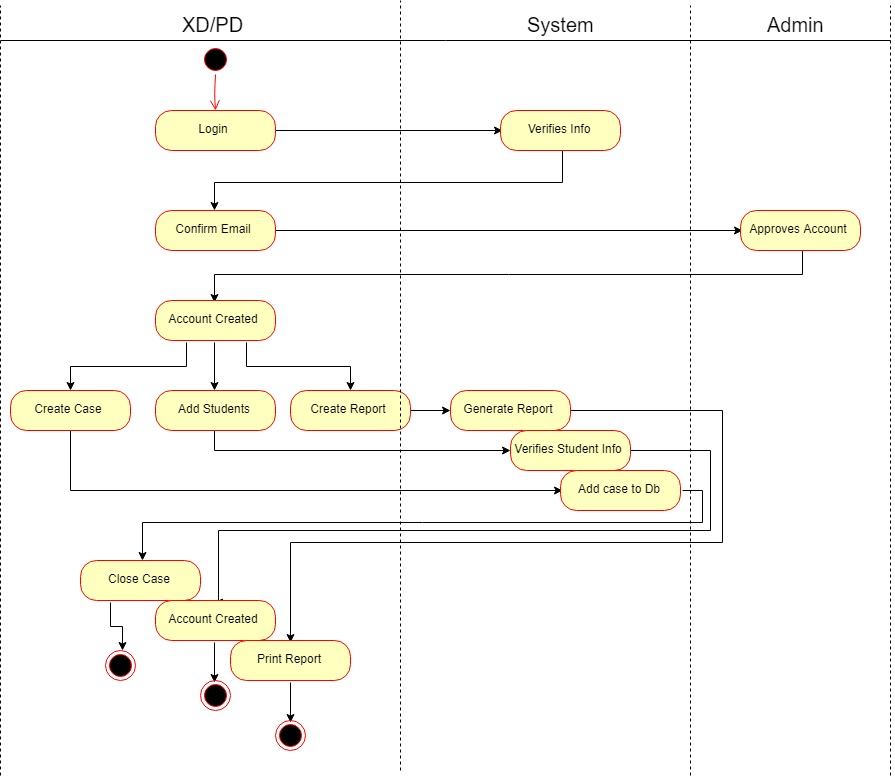 XD/PD
System
Admin
Login
Verifies Info
Confirm Email
Approves Account
Account Created
Create Case
Add Students
Create Report
Generate Report
Verifies Student Info
Add case to Db
Close Case
Account Created
Print Report